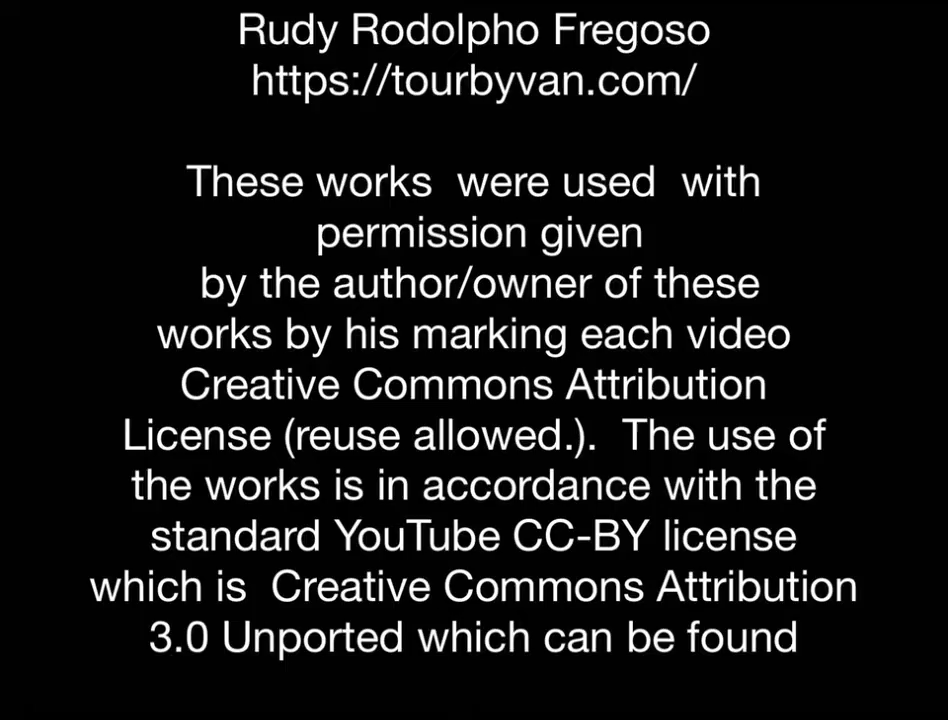 Rudy Rodolpho Fregoso
https://tourbyvan.com/
These works  were used  with
permission given
by the author/owner of these
works by his marking each video
Creative Commons Attribution
License (reuse allowed.).  The use of
the works is in accordance with the
standard YouTube CC-BY license
which is  Creative Commons Attribution
3.0 Unported which can be found